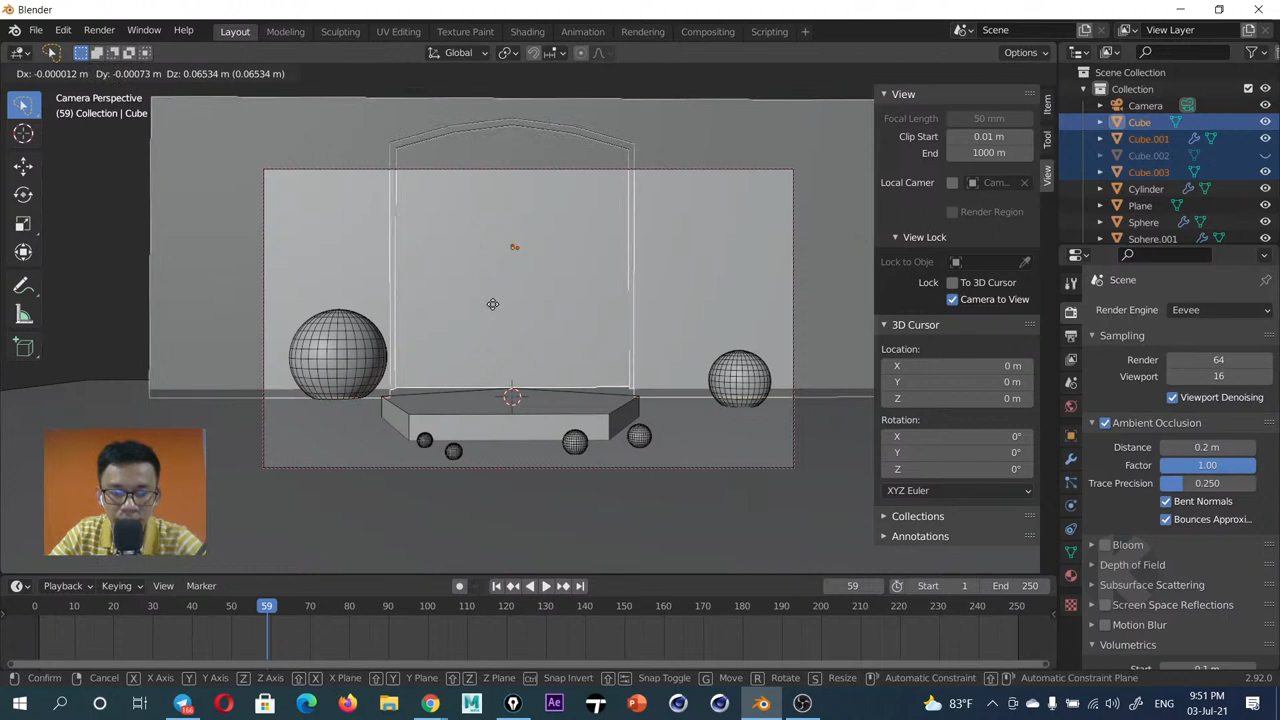 Blender
File Edit Render Window Help Layout Modeling Sculpting UV Editing Texture Paint Shading Animation Rendering Compositing Scripting + Scene View Layer
Global Options
Dx: -0.000012 m Dy: -0.00073 m Dz: 0.06534 m (0.06534 m)
Camera Perspective
(59) Collection | Cube
View
Focal Length 50 mm
Clip Start 0.01 m
End 1000 m
Local Camer Cam...
Render Region
View Lock
Lock to Obje
Lock To 3D Cursor
Camera to View
3D Cursor
Location:
X 0 m
Y 0 m
Z 0 m
Rotation:
X 0°
Y 0°
Z 0°
XYZ Euler
Collections
Annotations
Item
Tool
View
Scene Collection
Collection
Camera
Cube
Cube.001
Cube.002
Cube.003
Cylinder
Plane
Sphere
Sphere.001
Scene
Render Engine Eevee
Sampling
Render 64
Viewport 16
Viewport Denoising
Ambient Occlusion
Distance 0.2 m
Factor 1.00
Trace Precision 0.250
Bent Normals
Bounces Approxi...
Bloom
Depth of Field
Subsurface Scattering
Screen Space Reflections
Motion Blur
Volumetrics
Start 0.1 m
Playback Keying View Marker 59 Start 1 End 250
0 10 20 30 40 50 59 70 80 90 100 110 120 130 140 150 160 170 180 190 200 210 220 230 240 250
Confirm Cancel X X Axis Y Y Axis Z Z Axis X X Plane Y Y Plane Z Z Plane Snap Invert Snap Toggle G Move R Rotate S Resize Automatic Constraint Automatic Constraint Plane 2.92.0
166 Ae 83°F 9:51 PM
03-Jul-21